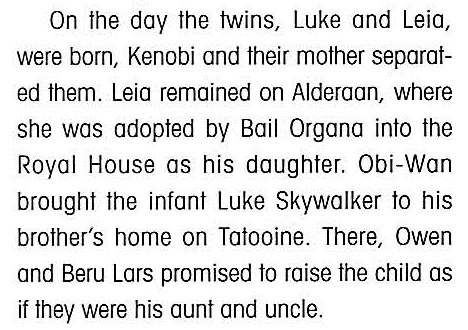 On the day the twins, Luke and Leia,
were born, Kenobi and their mother separat-
ed them. Leia remained on Alderaan, where
she was adopted by Bail Organa into the
Royal House as his daughter. Obi-Wan
brought the infant Luke Skywalker to his
brother's home on Tatooine. There, Owen
and Beru Lars promised to raise the child as
if they were his aunt and uncle.